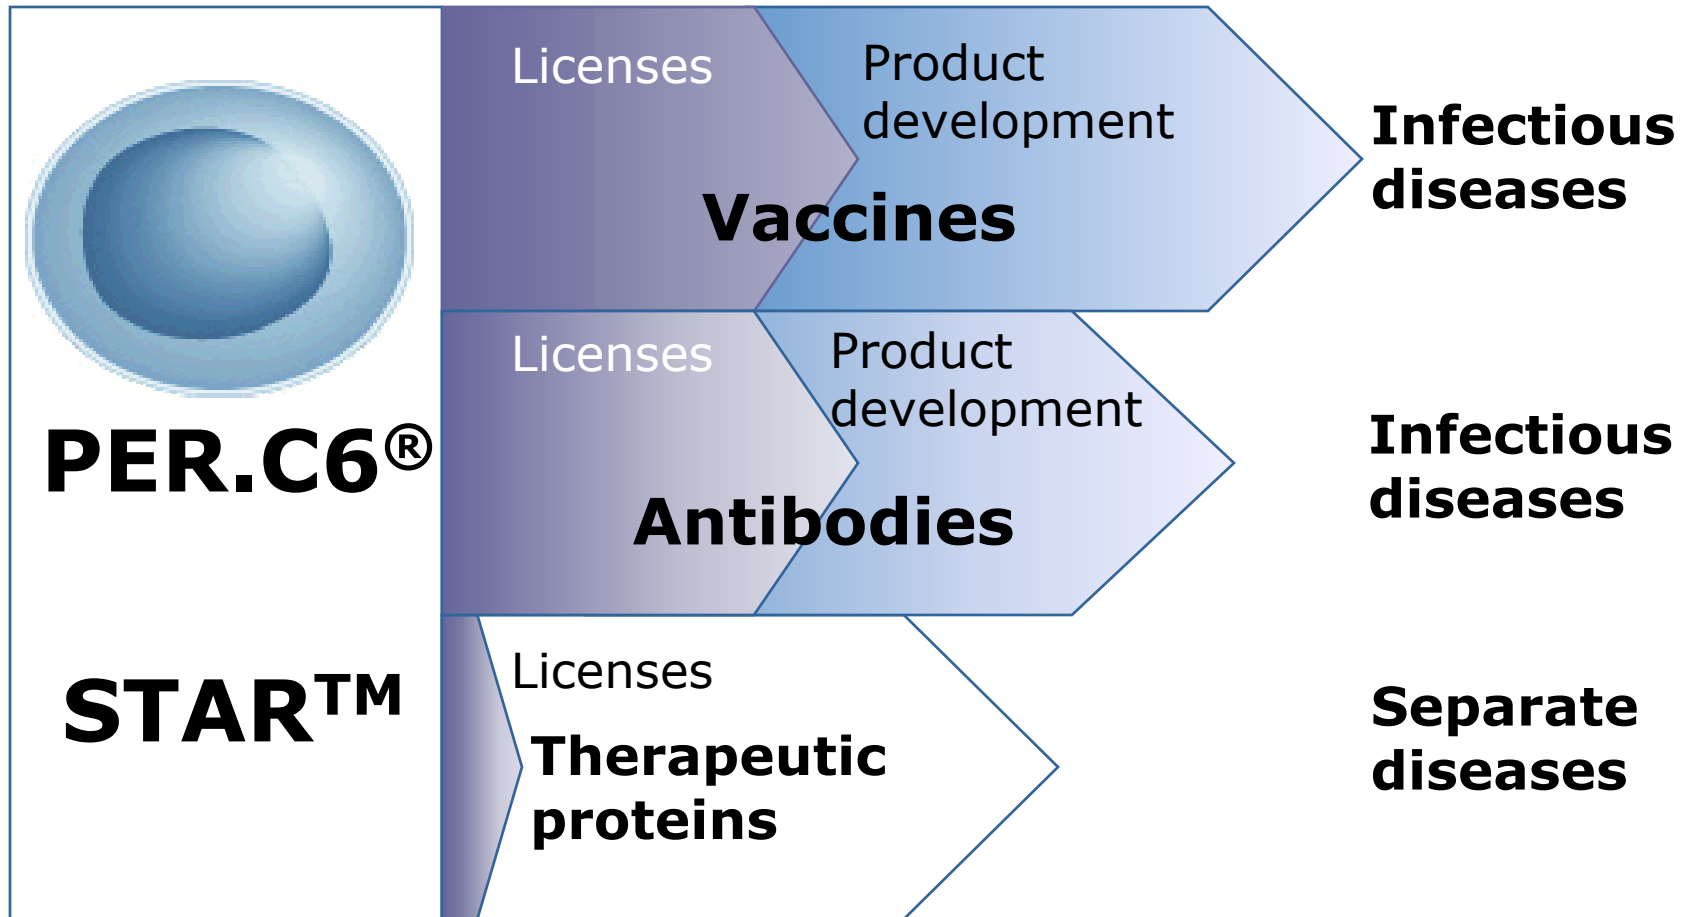 Licenses
Product
development
Vaccines
Infectious
diseases
PER.C6®
Licenses
Product
development
Antibodies
Infectious
diseases
STAR™
Licenses
Therapeutic
proteins
Separate
diseases